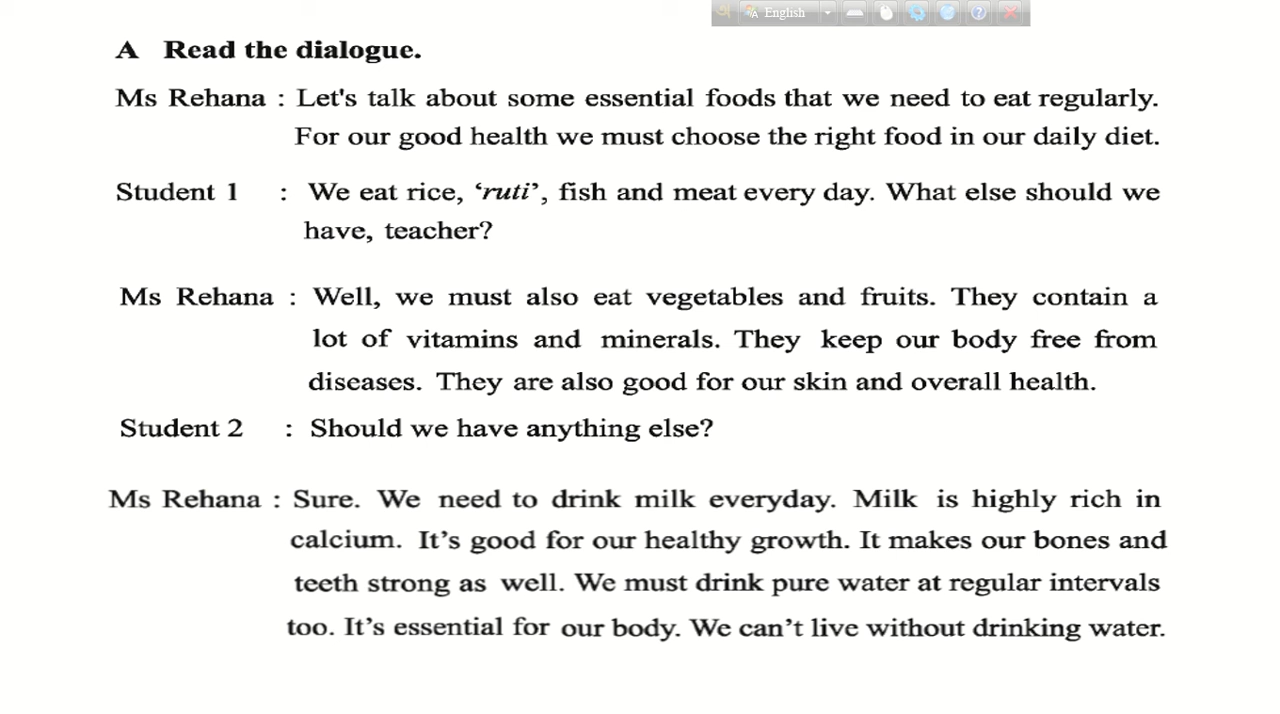 English
A Read the dialogue.
Ms Rehana : Let's talk about some essential foods that we need to eat regularly.
For our good health we must choose the right food in our daily diet.
Student 1 : We eat rice, ‘ruti’, fish and meat every day. What else should we
have, teacher?
Ms Rehana : Well, we must also eat vegetables and fruits. They contain a
lot of vitamins and minerals. They keep our body free from
diseases. They are also good for our skin and overall health.
Student 2 : Should we have anything else?
Ms Rehana : Sure. We need to drink milk everyday. Milk is highly rich in
calcium. It’s good for our healthy growth. It makes our bones and
teeth strong as well. We must drink pure water at regular intervals
too. It’s essential for our body. We can’t live without drinking water.